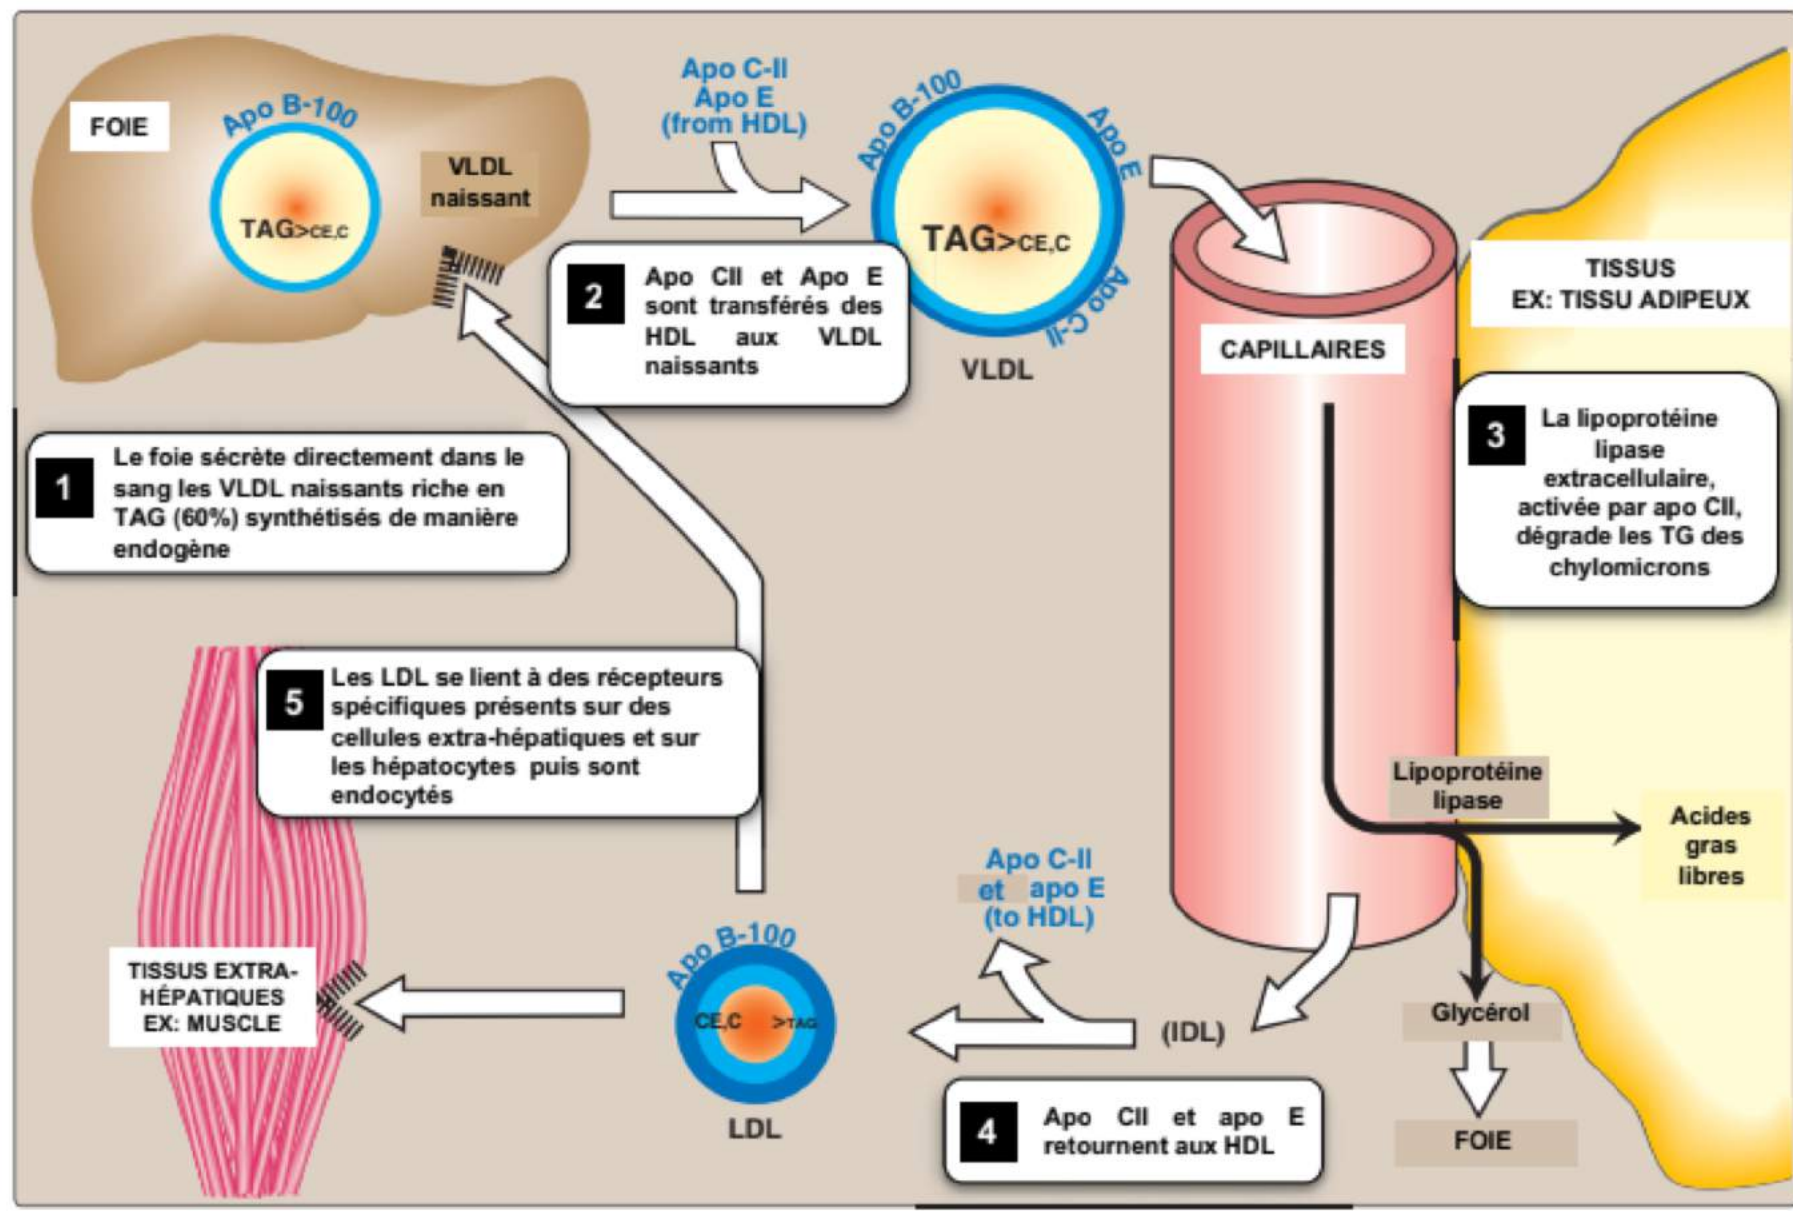 FOIE
Apo B-100
TAG>CE,C
VLDL
naissant
Apo C-II
Apo E
(from HDL)
Apo B-100
Apo E
Apo C-II
TAG>CE,C
VLDL
2
Apo CII et Apo E
sont transférés des
HDL aux VLDL
naissants
CAPILLAIRES
TISSUS
EX: TISSU ADIPEUX
3
La lipoprotéine
lipase
extracellulaire,
activée par apo CII,
dégrade les TG des
chylomicrons
1
Le foie sécrète directement dans le
sang les VLDL naissants riche en
TAG (60%) synthétisés de manière
endogène
5
Les LDL se lient à des récepteurs
spécifiques présents sur des
cellules extra-hépatiques et sur
les hépatocytes puis sont
endocytés
Lipoprotéine
lipase
Acides
gras
libres
Apo C-II
et apo E
(to HDL)
Apo B-100
CE,C >TAG
LDL
TISSUS EXTRA-
HÉPATIQUES
EX: MUSCLE
(IDL)
Glycérol
FOIE
4
Apo CII et apo E
retournent aux HDL